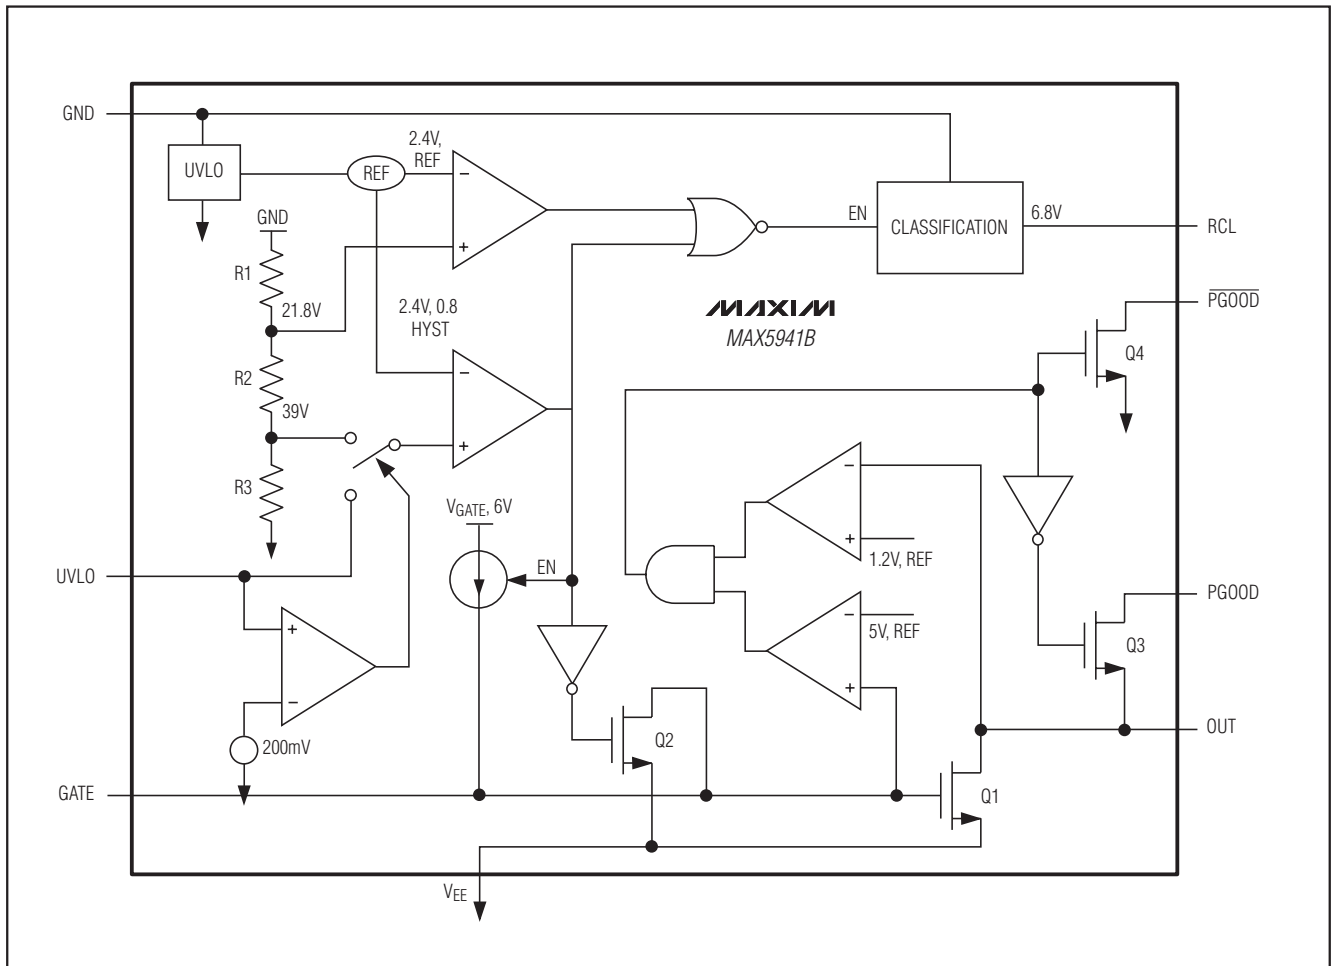 GND
UVLO
REF
2.4V,
REF
−
+
GND
R1
21.8V
R2
39V
R3
2.4V, 0.8
HYST
−
+
EN
CLASSIFICATION
6.8V
RCL
PGOOD
MAXIM
MAX5941B
Q4
VGATE, 6V
EN
−
+
1.2V, REF
−
5V, REF
+
PGOOD
Q3
UVLO
+
−
200mV
Q2
OUT
GATE
Q1
VEE